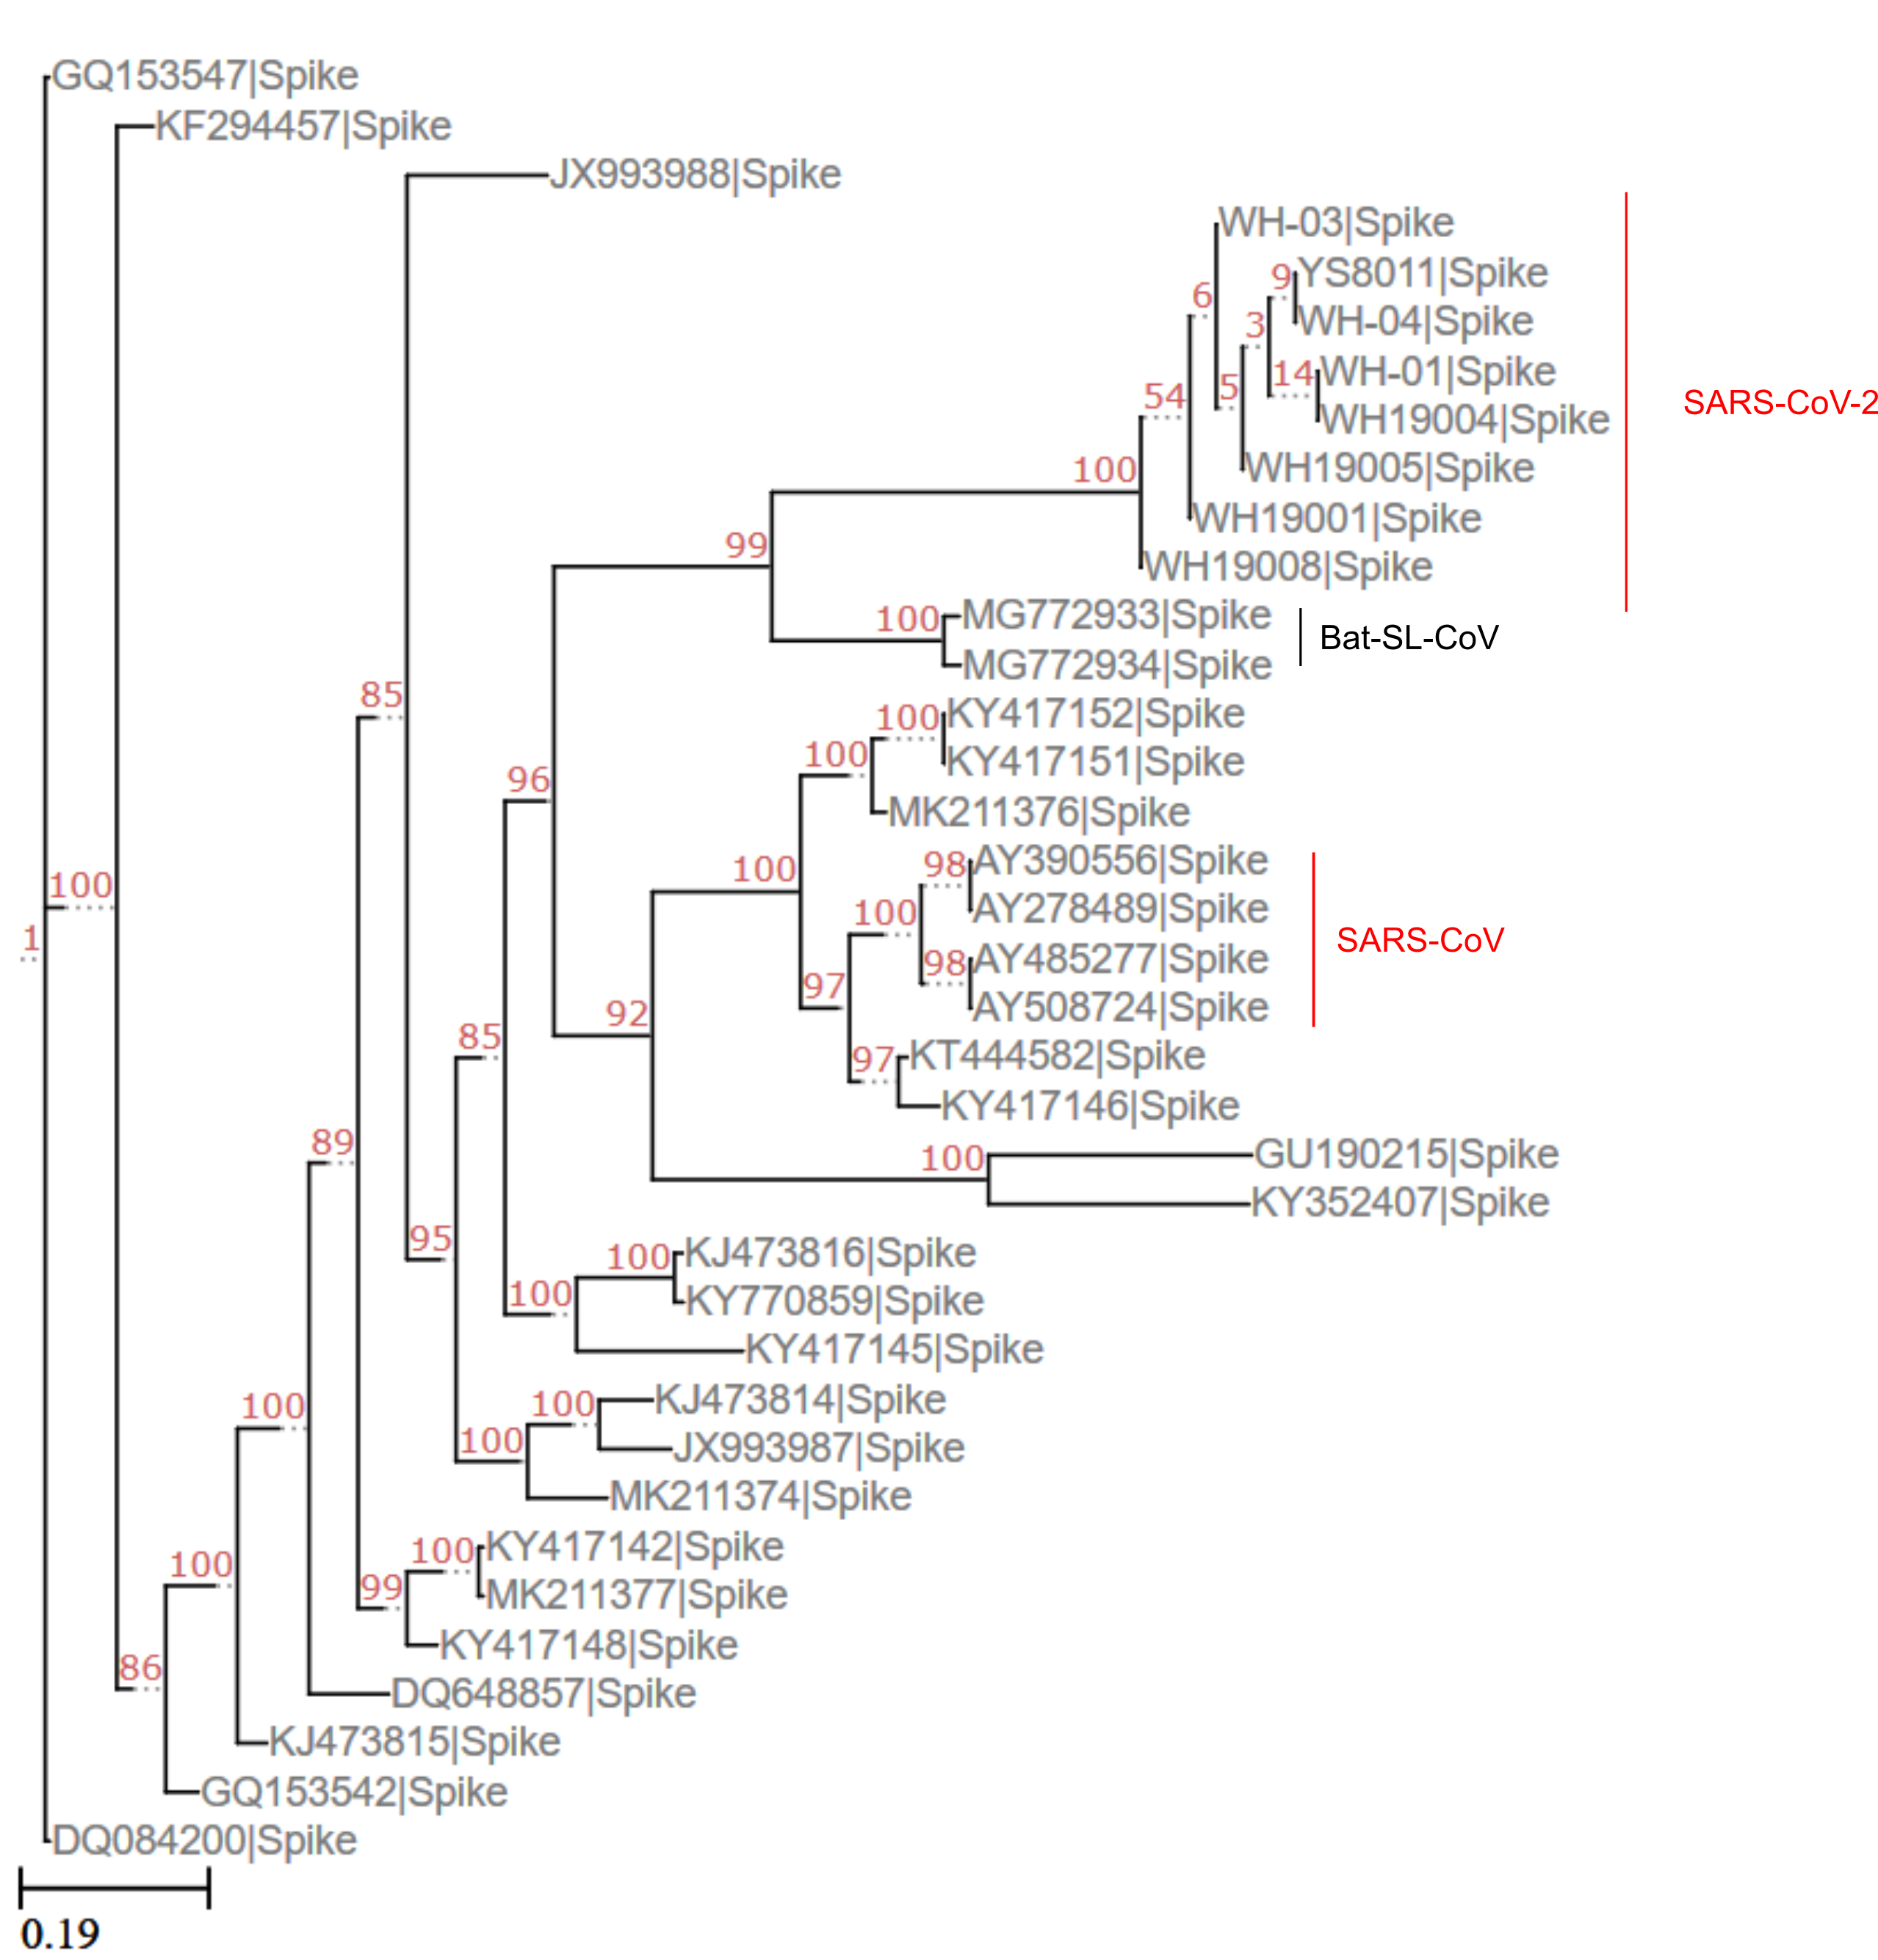 GQ153547|Spike
KF294457|Spike
JX993988|Spike
WH-03|Spike
9
YS8011|Spike
6
WH-04|Spike
3
14
WH-01|Spike
5
54
SARS-CoV-2
WH19004|Spike
100
WH19005|Spike
WH19001|Spike
99
WH19008|Spike
100
MG772933|Spike
Bat-SL-CoV
MG772934|Spike
85
100
KY417152|Spike
100
KY417151|Spike
96
MK211376|Spike
100
98
AY390556|Spike
100
100
AY278489|Spike
1
SARS-CoV
98
AY485277|Spike
97
AY508724|Spike
92
85
97
KT444582|Spike
KY417146|Spike
89
100
GU190215|Spike
KY352407|Spike
95
100
KJ473816|Spike
100
KY770859|Spike
KY417145|Spike
100
100
KJ473814|Spike
100
JX993987|Spike
MK211374|Spike
100
100
KY417142|Spike
99
MK211377|Spike
KY417148|Spike
86
DQ648857|Spike
KJ473815|Spike
GQ153542|Spike
DQ084200|Spike
0.19